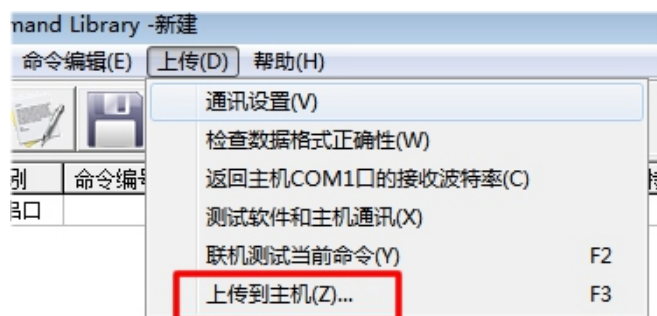 Command Library -新建
命令编辑(E) 上传(D) 帮助(H)
通讯设置(V)
检查数据格式正确性(W)
别 命令编号 返回主机COM1口的接收波特率(C)
串口 测试软件和主机通讯(X)
联机测试当前命令(Y) F2
上传到主机(Z)... F3